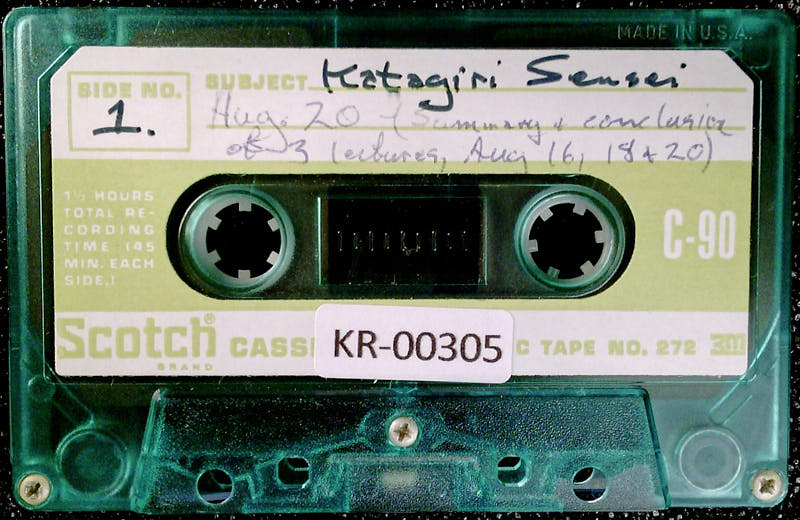 MADE IN U.S.A.
SIDE NO.
1.
SUBJECT Katagiri Sensei
Aug. 20 - (Summary & conclusion
of 3 lectures, Aug 16, 18 & 20)
1½ HOURS
TOTAL RE-
CORDING
TIME (45
MIN. EACH
SIDE.)
C-90
Scotch®
BRAND
CASS
KR-00305
C TAPE NO. 272 3M